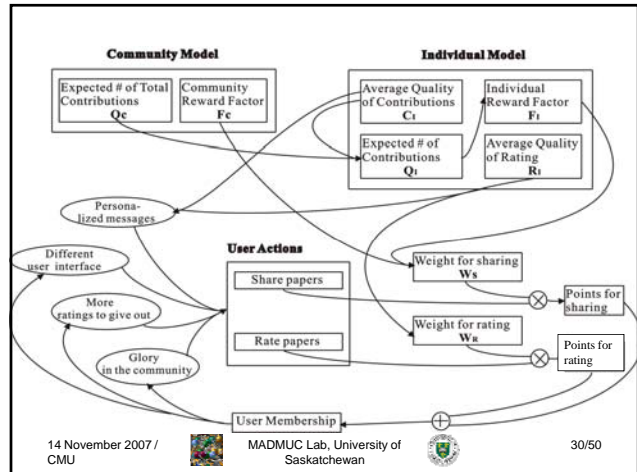 Community Model
Individual Model
Expected # of Total
Contributions
Qc
Community
Reward Factor
Fc
Average Quality
of Contributions
CI
Individual
Reward Factor
FI
Expected # of
Contributions
QI
Average Quality
of Rating
RI
Persona-
lized messages
Different
user interface
More
ratings to give out
Glory
in the community
User Actions
Share papers
Rate papers
Weight for sharing
WS
Points for
sharing
Weight for rating
WR
Points for
rating
User Membership
14 November 2007 /
CMU
MADMUC Lab, University of
Saskatchewan
30/50